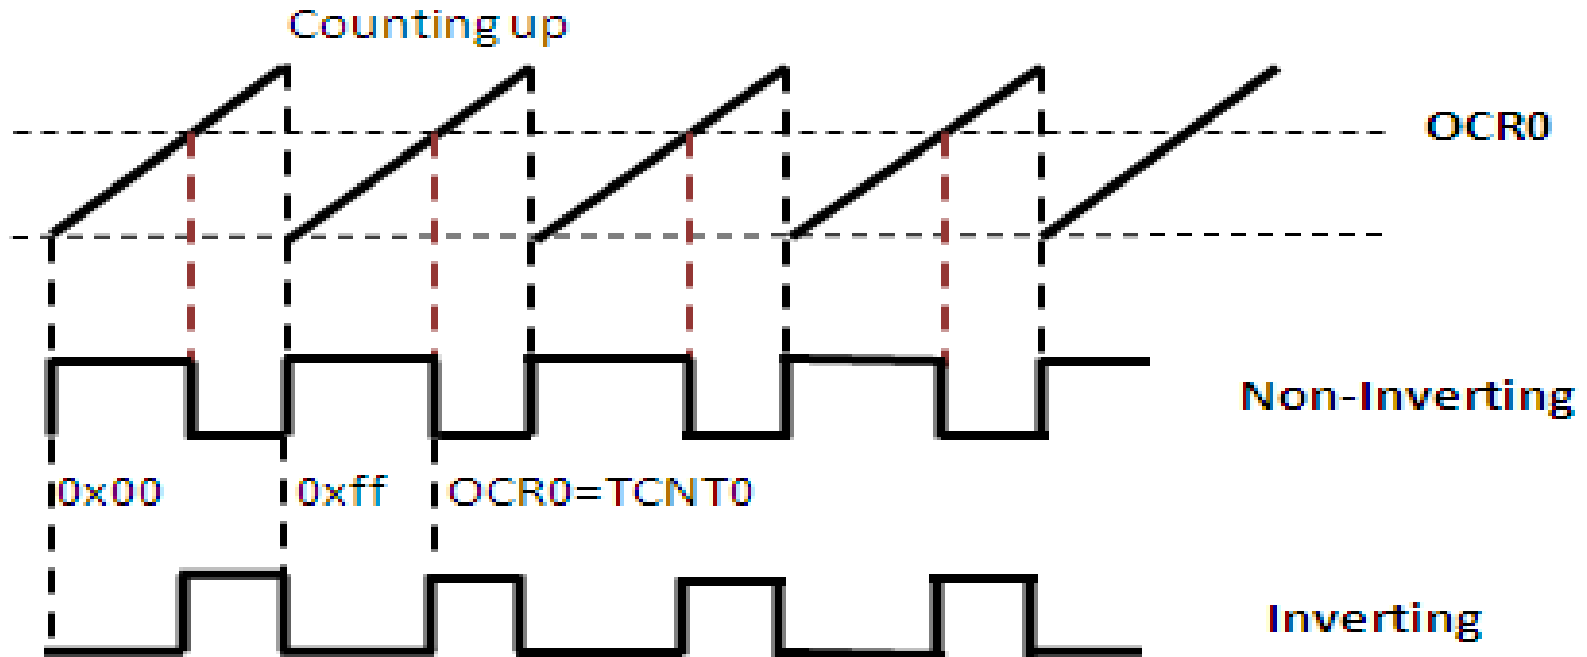 Counting up
OCR0
Non-Inverting
0x00
0xff
OCR0=TCNT0
Inverting